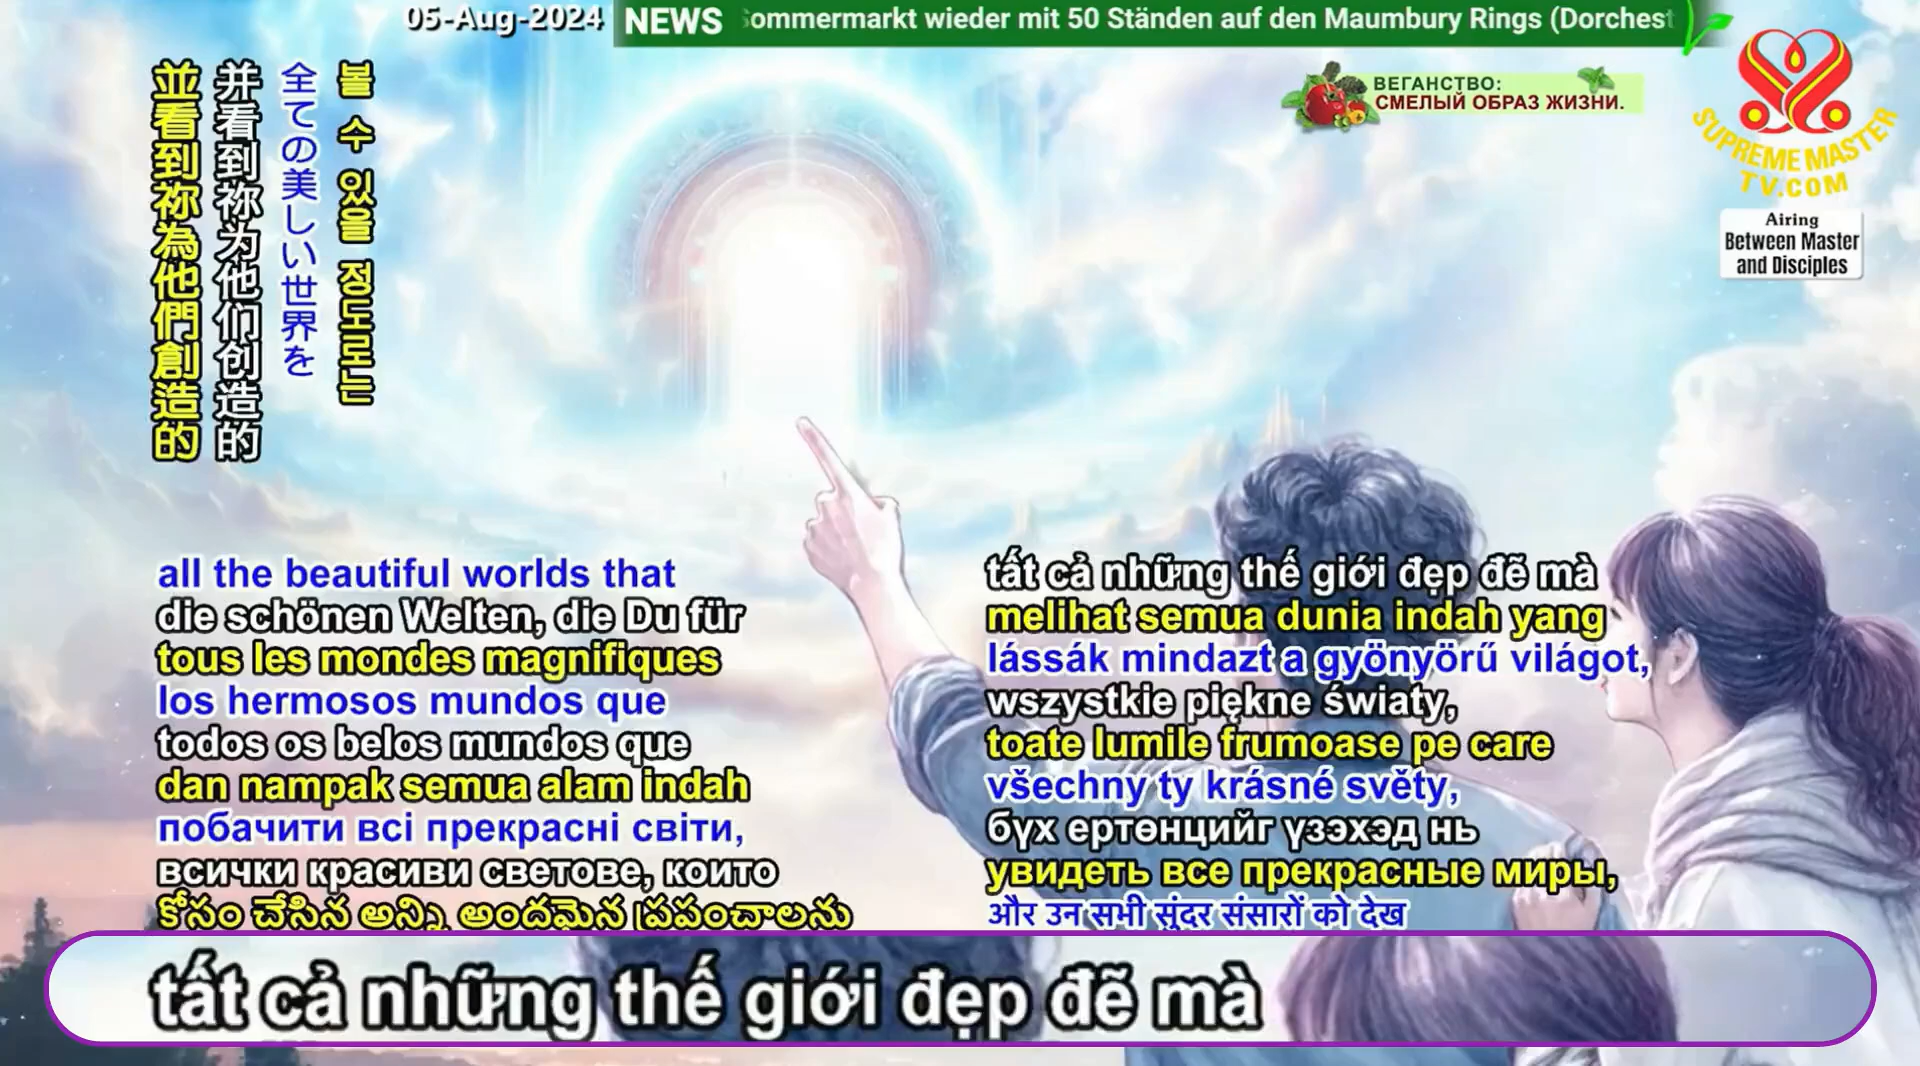 05-Aug-2024
NEWS
ommermarkt wieder mit 50 Ständen auf den Maumbury Rings (Dorchest
ВЕГАНСТВО:
СМЕЛЫЙ ОБРАЗ ЖИЗНИ.
SUPREME MASTER
TV.COM
Airing
Between Master
and Disciples
볼 수 있을 정도로는
全ての美しい世界を
并看到祢为他们创造的
並看到祢為他們創造的
all the beautiful worlds that
die schönen Welten, die Du für
tous les mondes magnifiques
los hermosos mundos que
todos os belos mundos que
dan nampak semua alam indah
побачити всі прекрасні світи,
всички красиви светове, които
కోసం చేసిన అన్ని అందమైన ప్రపంచాలను
tất cả những thế giới đẹp đẽ mà
melihat semua dunia indah yang
lássák mindazt a gyönyörű világot,
wszystkie piękne światy,
toate lumile frumoase pe care
všechny ty krásné světy,
бүх ертөнцийг үзэхэд нь
увидеть все прекрасные миры,
और उन सभी सुंदर संसारों को देख
tất cả những thế giới đẹp đẽ mà